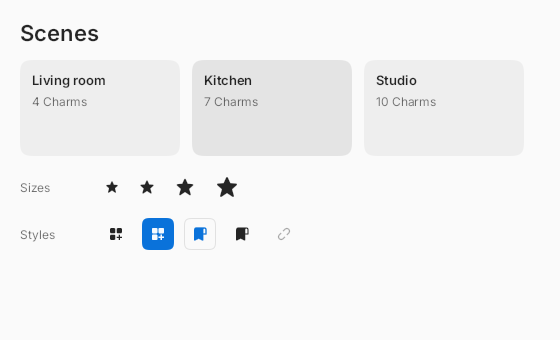 Scenes
Living room
4 Charms
Kitchen
7 Charms
Studio
10 Charms
Sizes
Styles